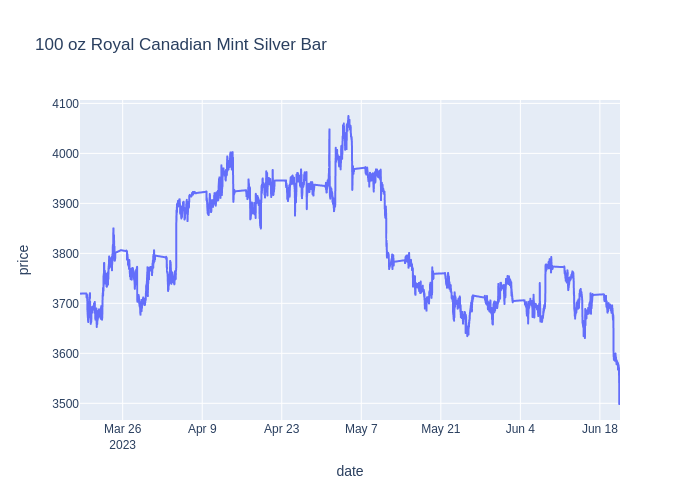 100 oz Royal Canadian Mint Silver Bar
4100
4000
3900
3800
3700
3600
3500
price
Mar 26
2023
Apr 9
Apr 23
May 7
May 21
Jun 4
Jun 18
date